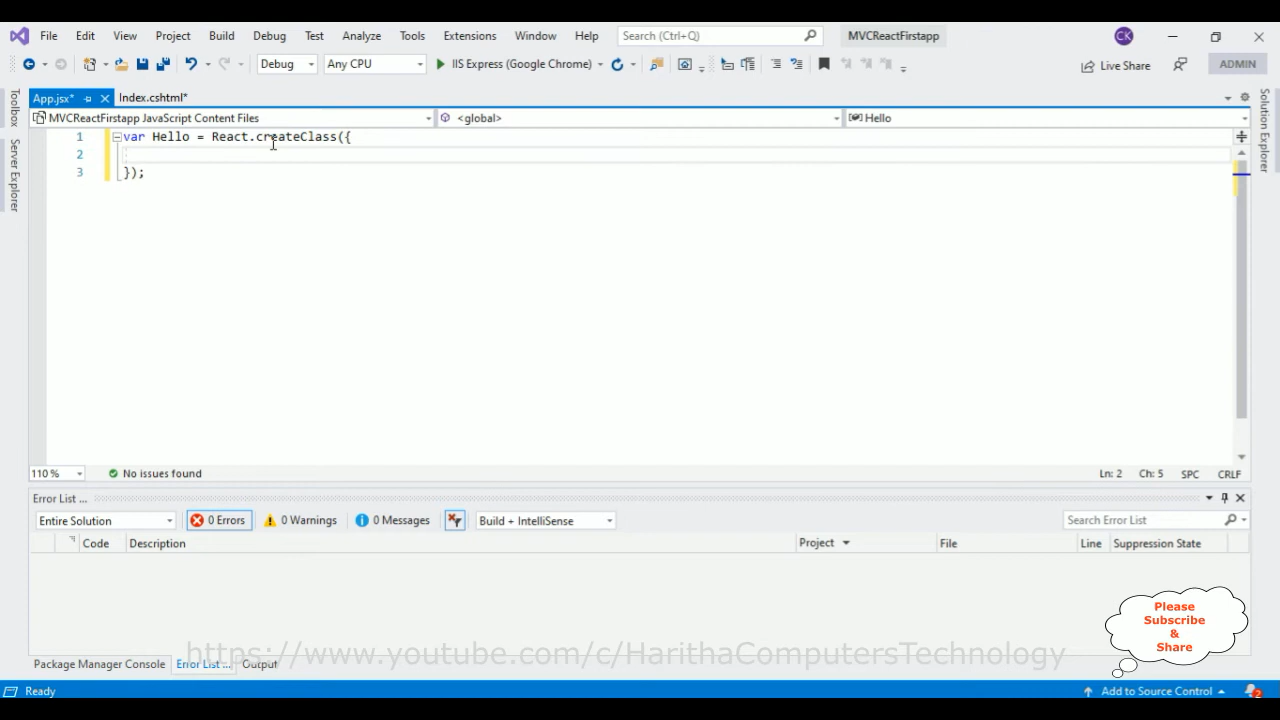 File Edit View Project Build Debug Test Analyze Tools Extensions Window Help Search (Ctrl+Q) MVCReactFirstapp CK
Debug Any CPU IIS Express (Google Chrome) Live Share ADMIN
App.jsx* Index.cshtml*
MVCReactFirstapp JavaScript Content Files <global> Hello
Toolbox
Server Explorer
Solution Explorer
1 var Hello = React.createClass({
2
3 });
110 % No issues found Ln: 2 Ch: 5 SPC CRLF
Error List ...
Entire Solution 0 Errors 0 Warnings 0 Messages Build + IntelliSense Search Error List
Code Description Project File Line Suppression State
Please
Subscribe
&
Share
https://www.youtube.com/c/HarithaComputersTechnology
Package Manager Console Error List ... Output
Ready Add to Source Control 2